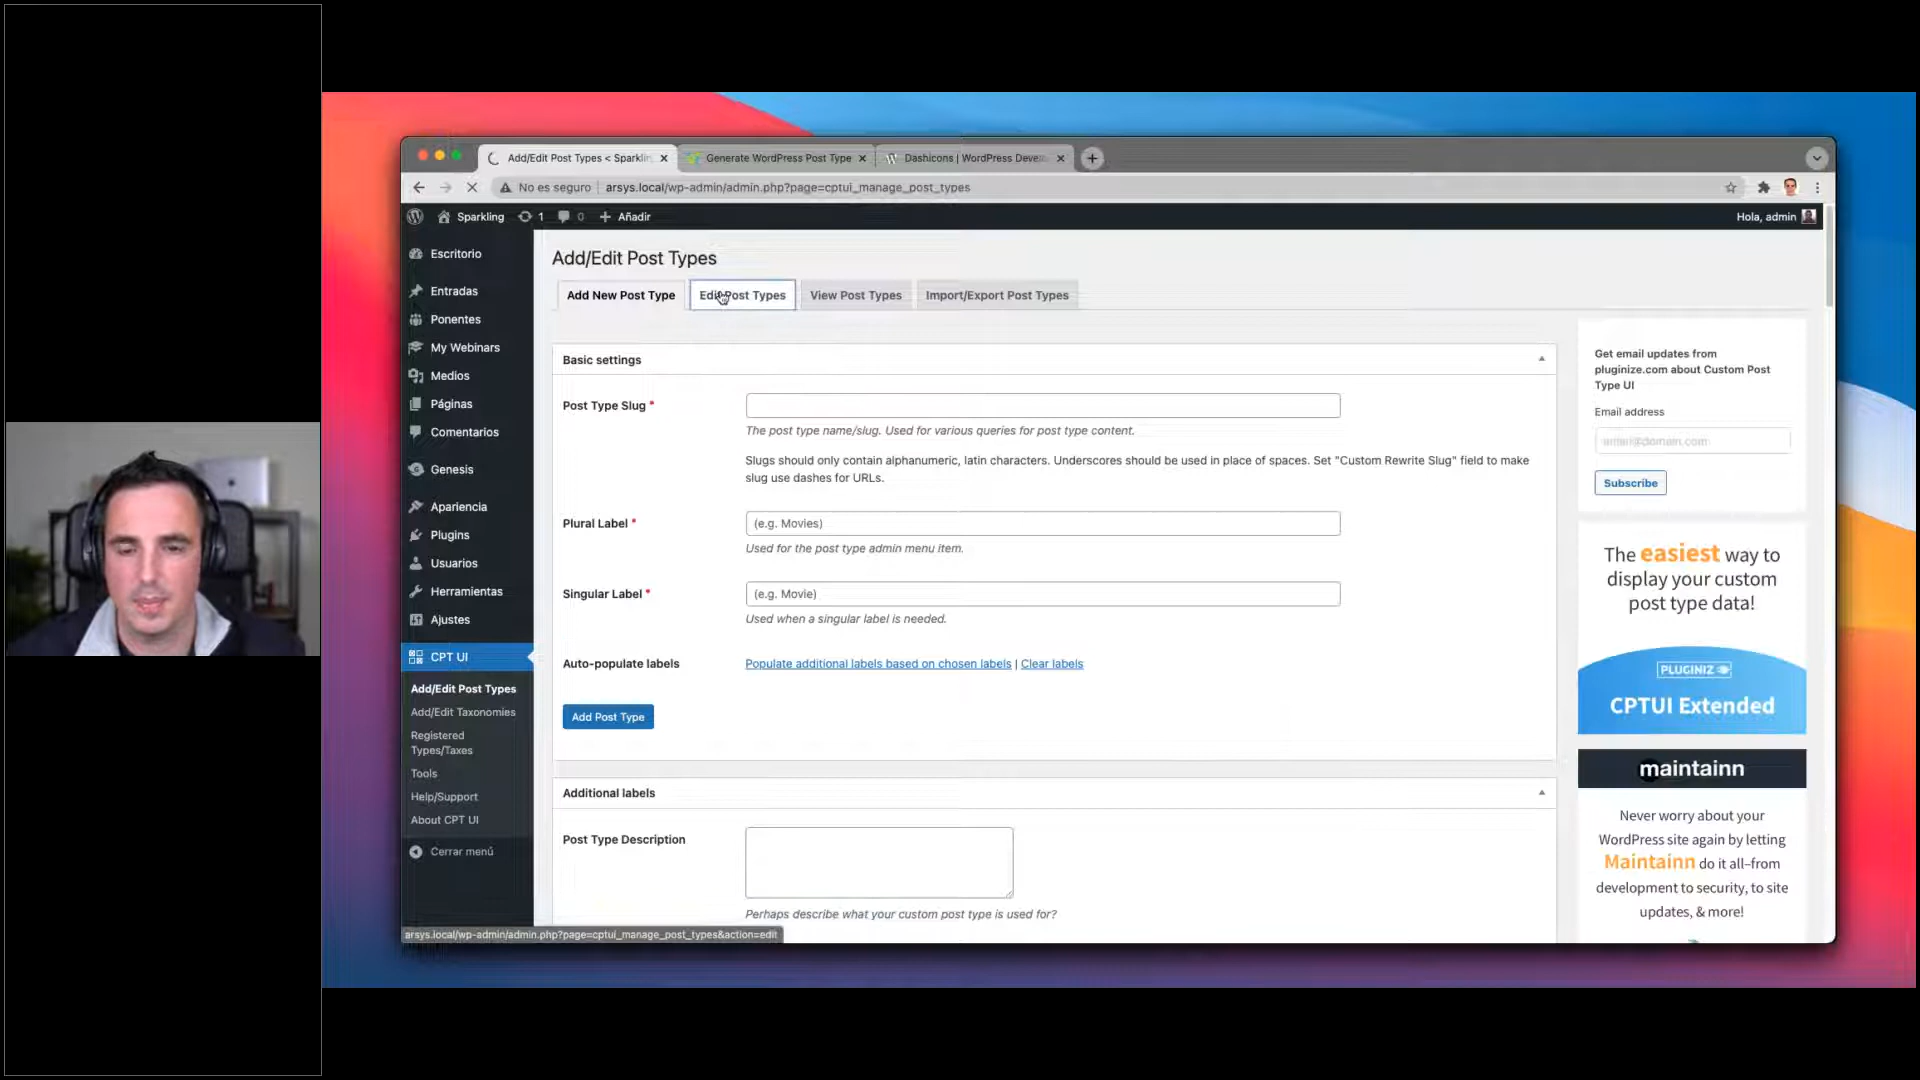 Add/Edit Post Types < Sparklin
Generate WordPress Post Type
Dashicons | WordPress Deve
No es seguro
arsys.local/wp-admin/admin.php?page=cptui_manage_post_types
Sparkling
1
0
Añadir
Hola, admin
Escritorio
Entradas
Ponentes
My Webinars
Medios
Páginas
Comentarios
Genesis
Apariencia
Plugins
Usuarios
Herramientas
Ajustes
CPT UI
Add/Edit Post Types
Add/Edit Taxonomies
Registered
Types/Taxes
Tools
Help/Support
About CPT UI
Cerrar menú
Add/Edit Post Types
Add New Post Type
Edit Post Types
View Post Types
Import/Export Post Types
Basic settings
Post Type Slug *
The post type name/slug. Used for various queries for post type content.
Slugs should only contain alphanumeric, latin characters. Underscores should be used in place of spaces. Set "Custom Rewrite Slug" field to make
slug use dashes for URLs.
Plural Label *
(e.g. Movies)
Used for the post type admin menu item.
Singular Label *
(e.g. Movie)
Used when a singular label is needed.
Auto-populate labels
Populate additional labels based on chosen labels | Clear labels
Add Post Type
Additional labels
Post Type Description
Perhaps describe what your custom post type is used for?
arsys.local/wp-admin/admin.php?page=cptui_manage_post_types&action=edit
Get email updates from
pluginize.com about Custom Post
Type UI
Email address
email@domain.com
Subscribe
The easiest way to
display your custom
post type data!
PLUGINIZ
CPTUI Extended
maintainn
Never worry about your
WordPress site again by letting
Maintainn do it all–from
development to security, to site
updates, & more!